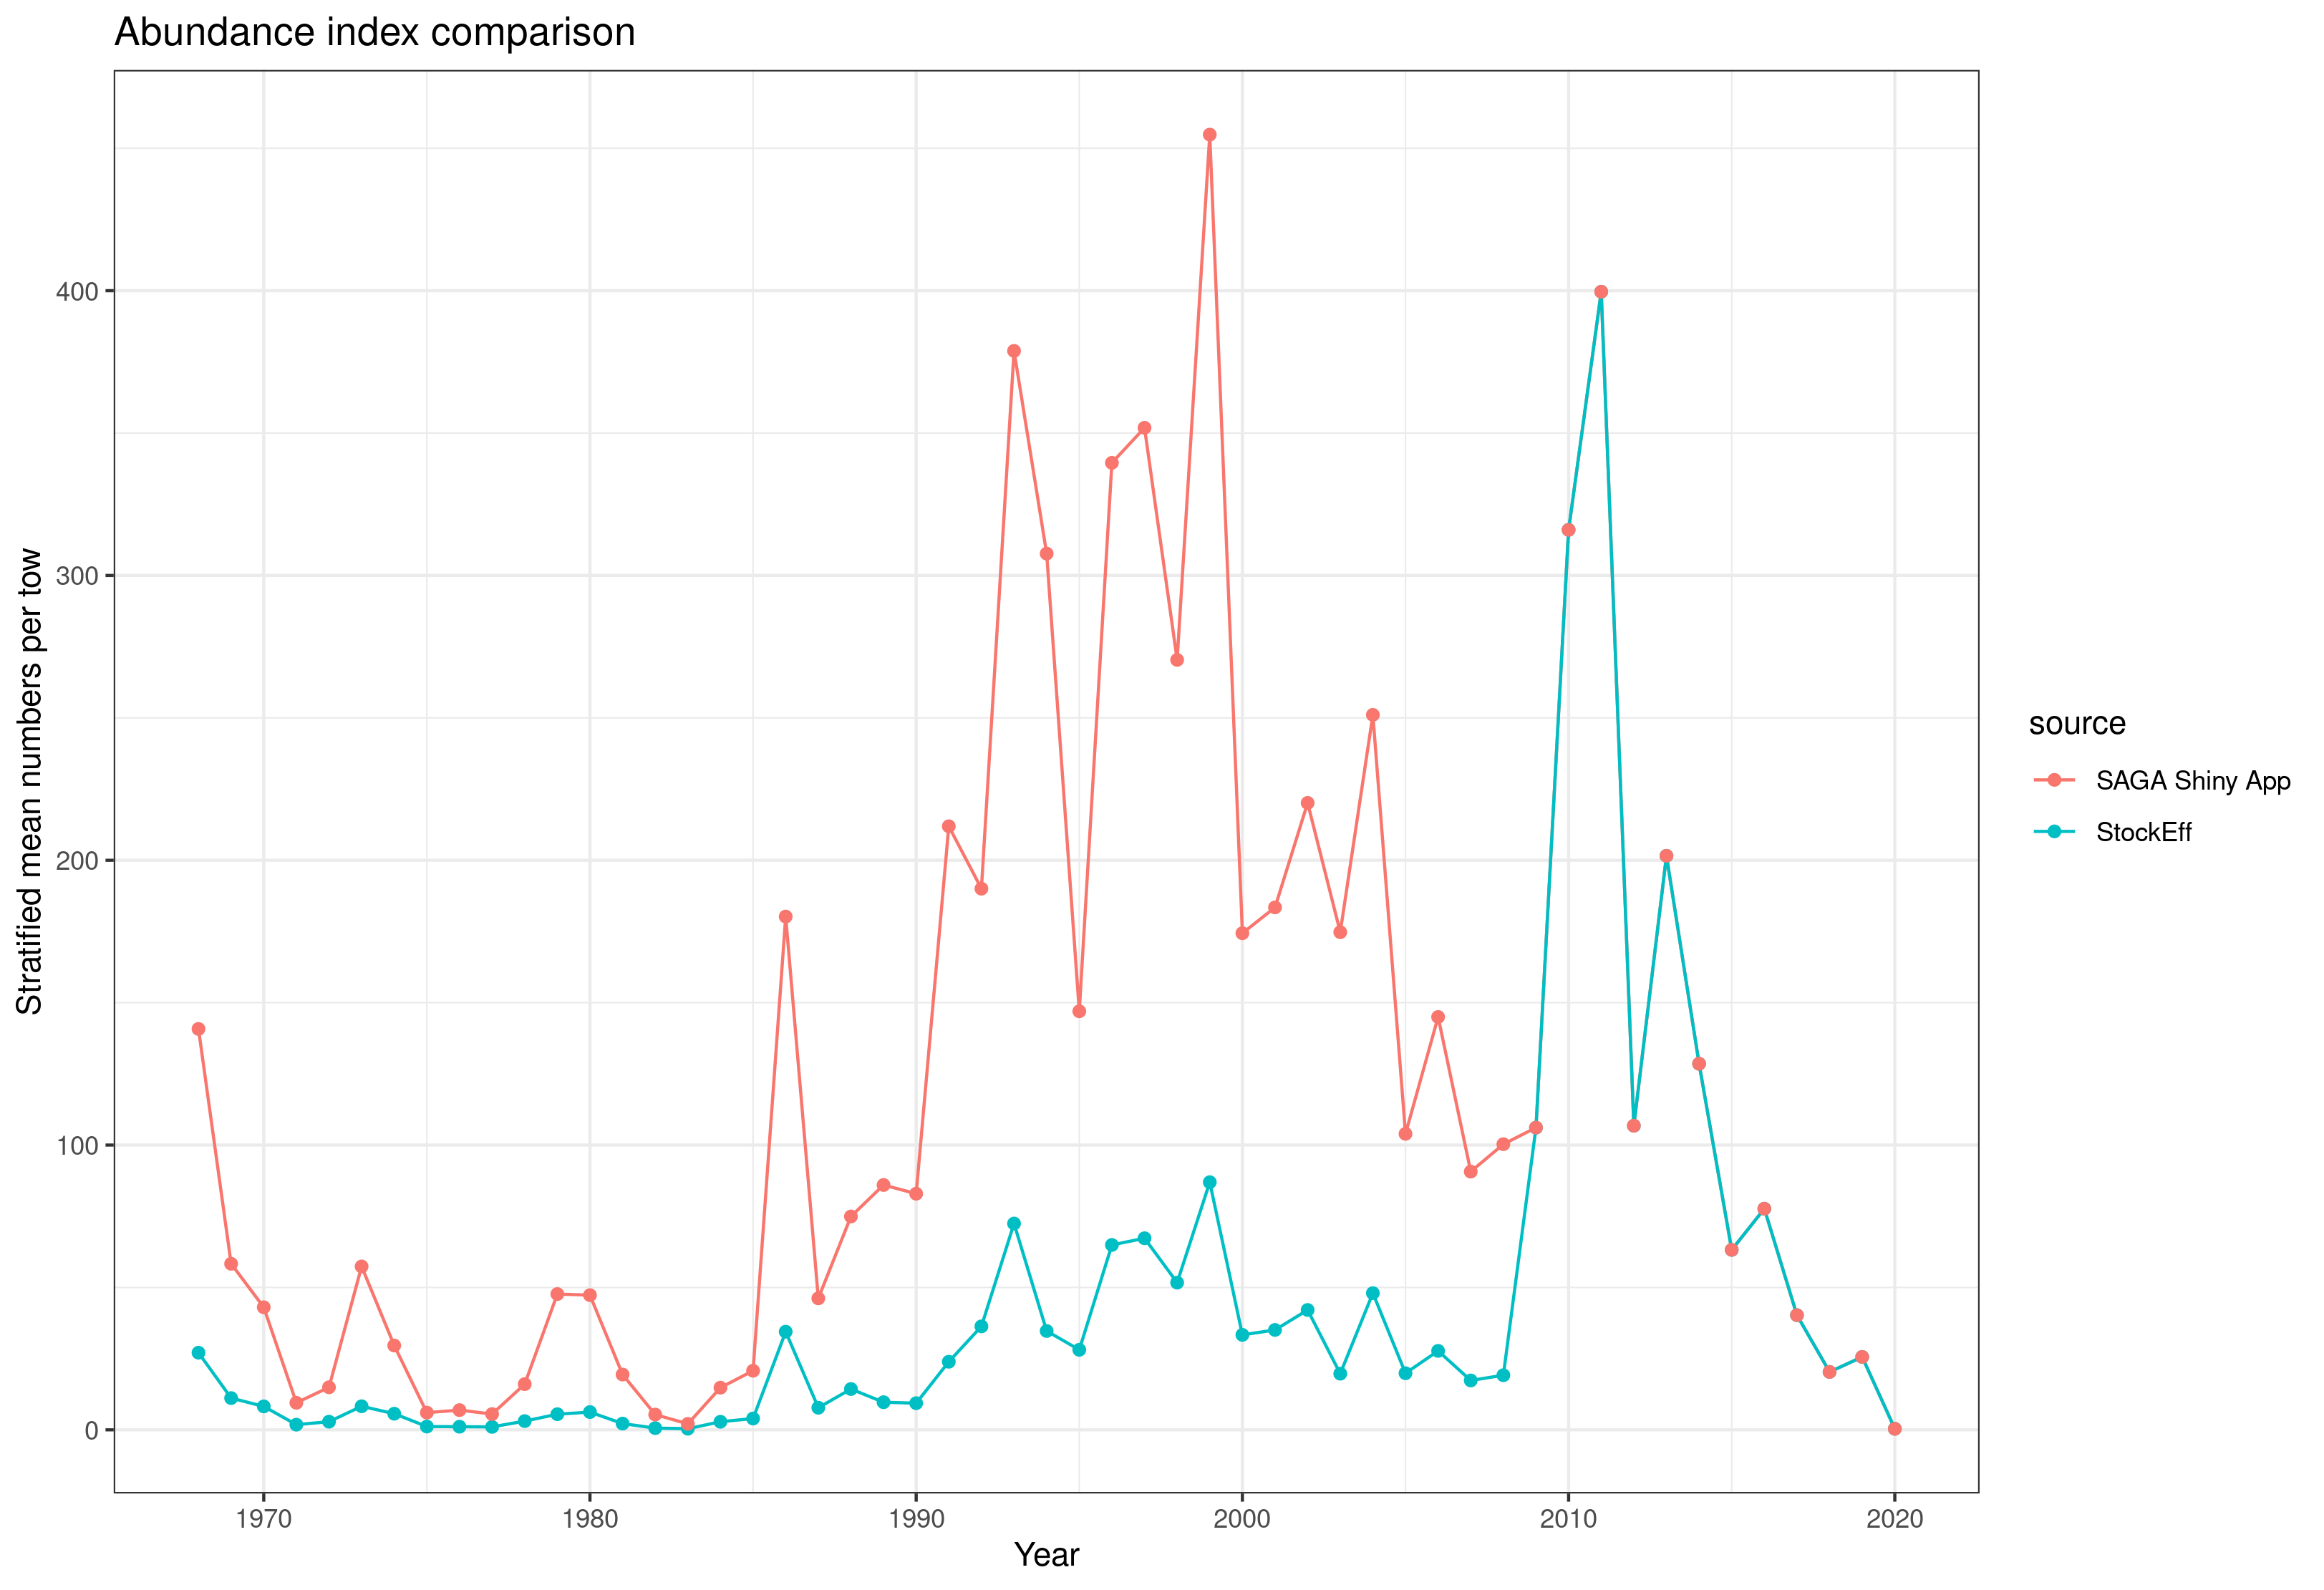 Abundance index comparison
Stratified mean numbers per tow
400
300
200
100
0
1970
1980
1990
2000
2010
2020
Year
source
SAGA Shiny App
StockEff